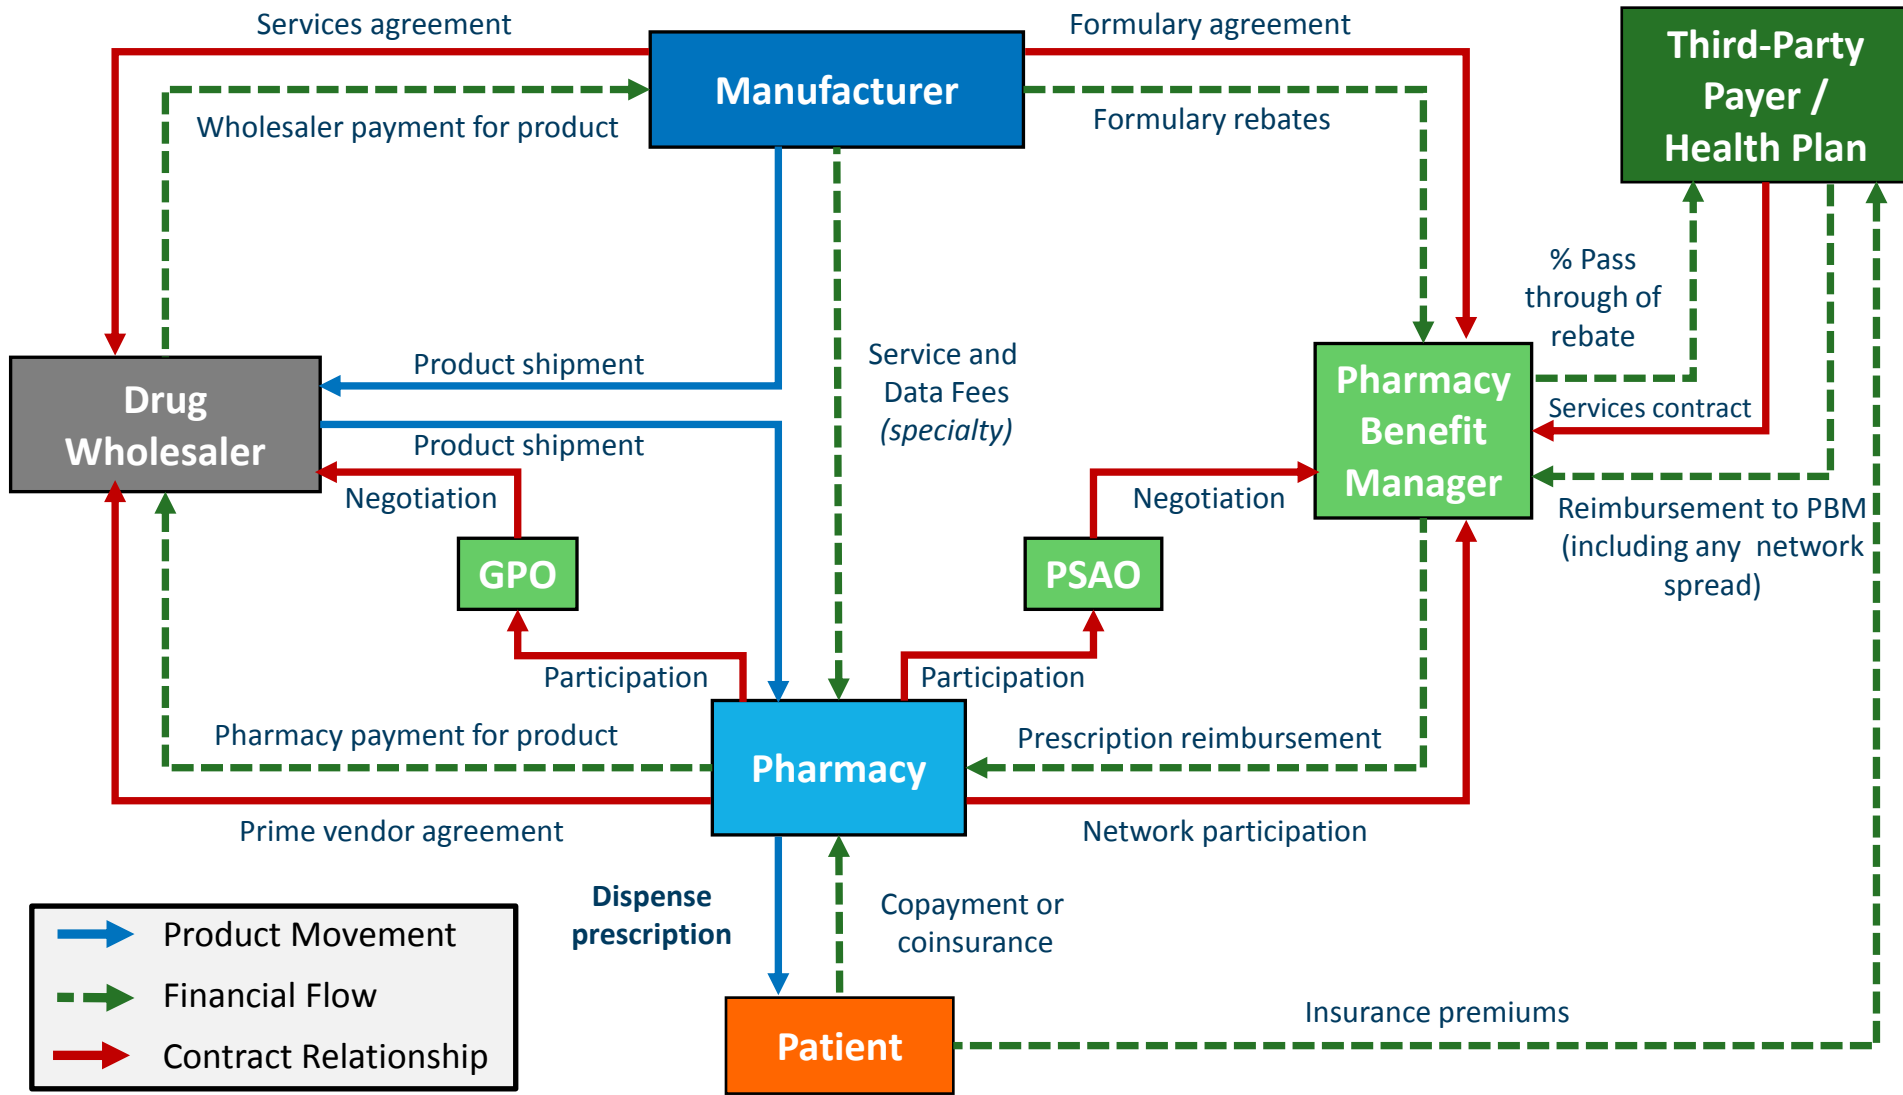 Services agreement
Formulary agreement
Manufacturer
Third-Party
Payer /
Health Plan
Wholesaler payment for product
Formulary rebates
% Pass
through of
rebate
Product shipment
Service and
Data Fees
(specialty)
Drug
Wholesaler
Pharmacy
Benefit
Manager
Services contract
Product shipment
Negotiation
Negotiation
Reimbursement to PBM
(including any network
spread)
GPO
PSAO
Participation
Participation
Pharmacy payment for product
Pharmacy
Prescription reimbursement
Prime vendor agreement
Network participation
Dispense
prescription
Copayment or
coinsurance
Product Movement
Financial Flow
Contract Relationship
Patient
Insurance premiums